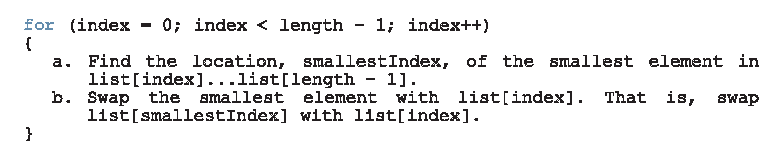 for (index = 0; index < length - 1; index++)
{
a. Find the location, smallestIndex, of the smallest element in
list[index]...list[length - 1].
b. Swap the smallest element with list[index]. That is, swap
list[smallestIndex] with list[index].
}